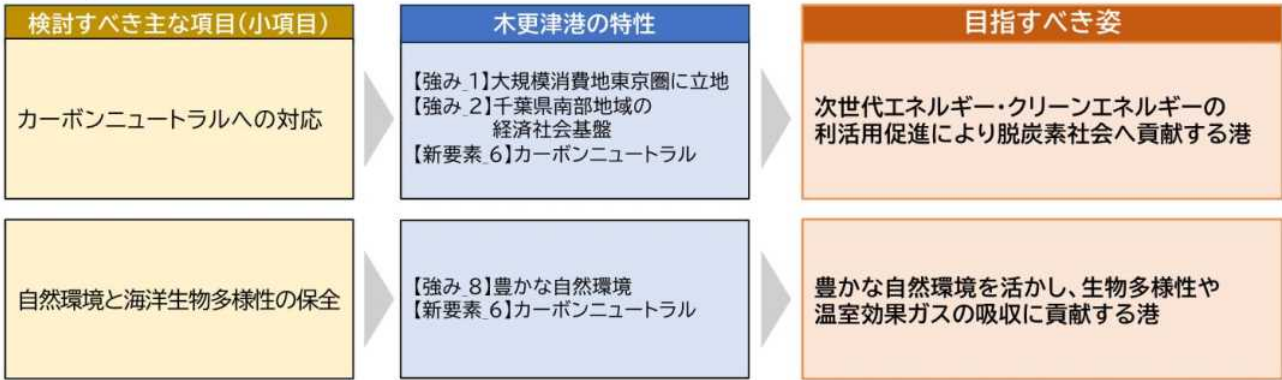 検討すべき主な項目(小項目)
木更津港の特性
目指すべき姿
カーボンニュートラルへの対応
【強み_1】大規模消費地東京圏に立地
【強み_2】千葉県南部地域の
経済社会基盤
【新要素_6】カーボンニュートラル
次世代エネルギー・クリーンエネルギーの
利活用促進により脱炭素社会へ貢献する港
自然環境と海洋生物多様性の保全
【強み_8】豊かな自然環境
【新要素_6】カーボンニュートラル
豊かな自然環境を活かし、生物多様性や
温室効果ガスの吸収に貢献する港